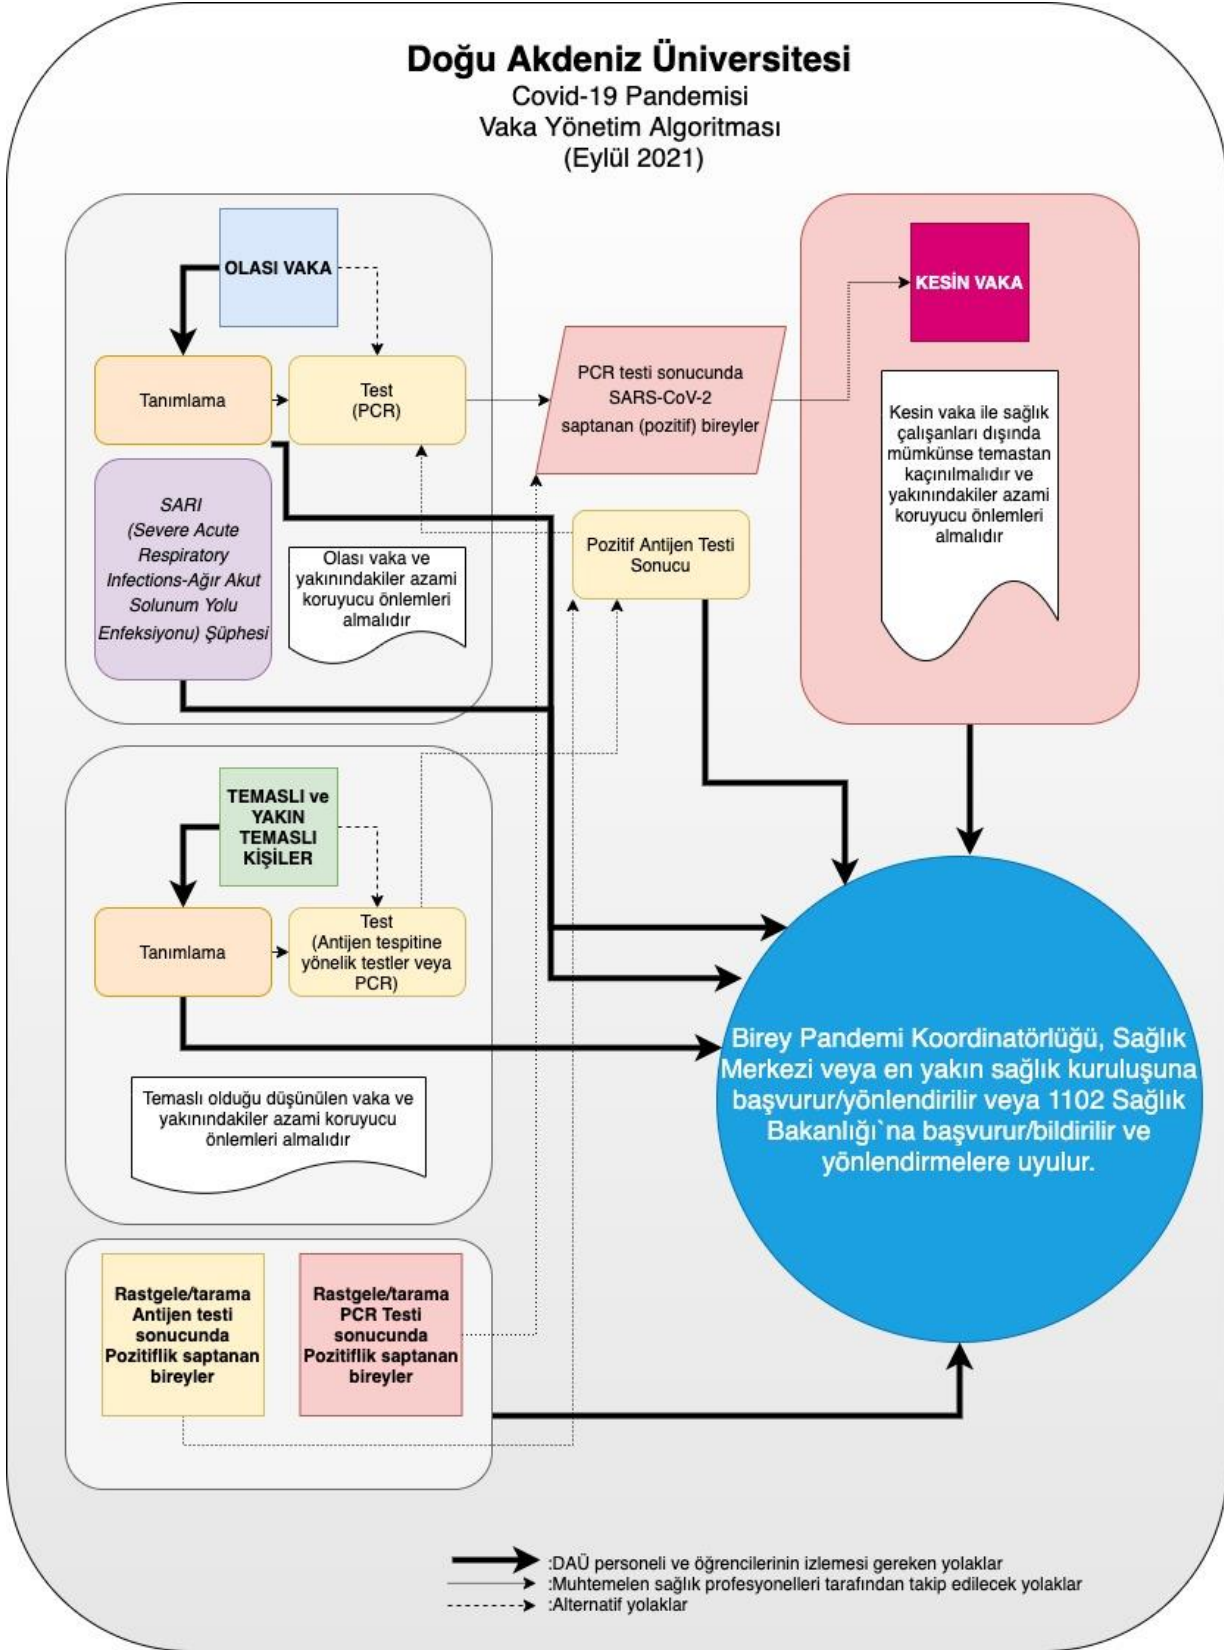 Doğu Akdeniz Üniversitesi
Covid-19 Pandemisi
Vaka Yönetim Algoritması
(Eylül 2021)
OLASI VAKA
Tanımlama
Test
(PCR)
SARI
(Severe Acute
Respiratory
Infections-Ağır Akut
Solunum Yolu
Enfeksiyonu) Şüphesi
Olası vaka ve
yakınındakiler azami
koruyucu önlemleri
almalıdır
PCR testi sonucunda
SARS-CoV-2
saptanan (pozitif) bireyler
Pozitif Antijen Testi
Sonucu
KESİN VAKA
Kesin vaka ile sağlık
çalışanları dışında
mümkünse temastan
kaçınılmalıdır ve
yakınındakiler azami
koruyucu önlemleri
almalıdır
TEMASLI ve
YAKIN
TEMASLI
KİŞİLER
Tanımlama
Test
(Antijen tespitine
yönelik testler veya
PCR)
Temaslı olduğu düşünülen vaka ve
yakınındakiler azami koruyucu
önlemleri almalıdır
Birey Pandemi Koordinatörlüğü, Sağlık
Merkezi veya en yakın sağlık kuruluşuna
başvurur/yönlendirilir veya 1102 Sağlık
Bakanlığı`na başvurur/bildirilir ve
yönlendirmelere uyulur.
Rastgele/tarama
Antijen testi
sonucunda
Pozitiflik saptanan
bireyler
Rastgele/tarama
PCR Testi
sonucunda
Pozitiflik saptanan
bireyler
:DAÜ personeli ve öğrencilerinin izlemesi gereken yolaklar
:Muhtemelen sağlık profesyonelleri tarafından takip edilecek yolaklar
:Alternatif yolaklar